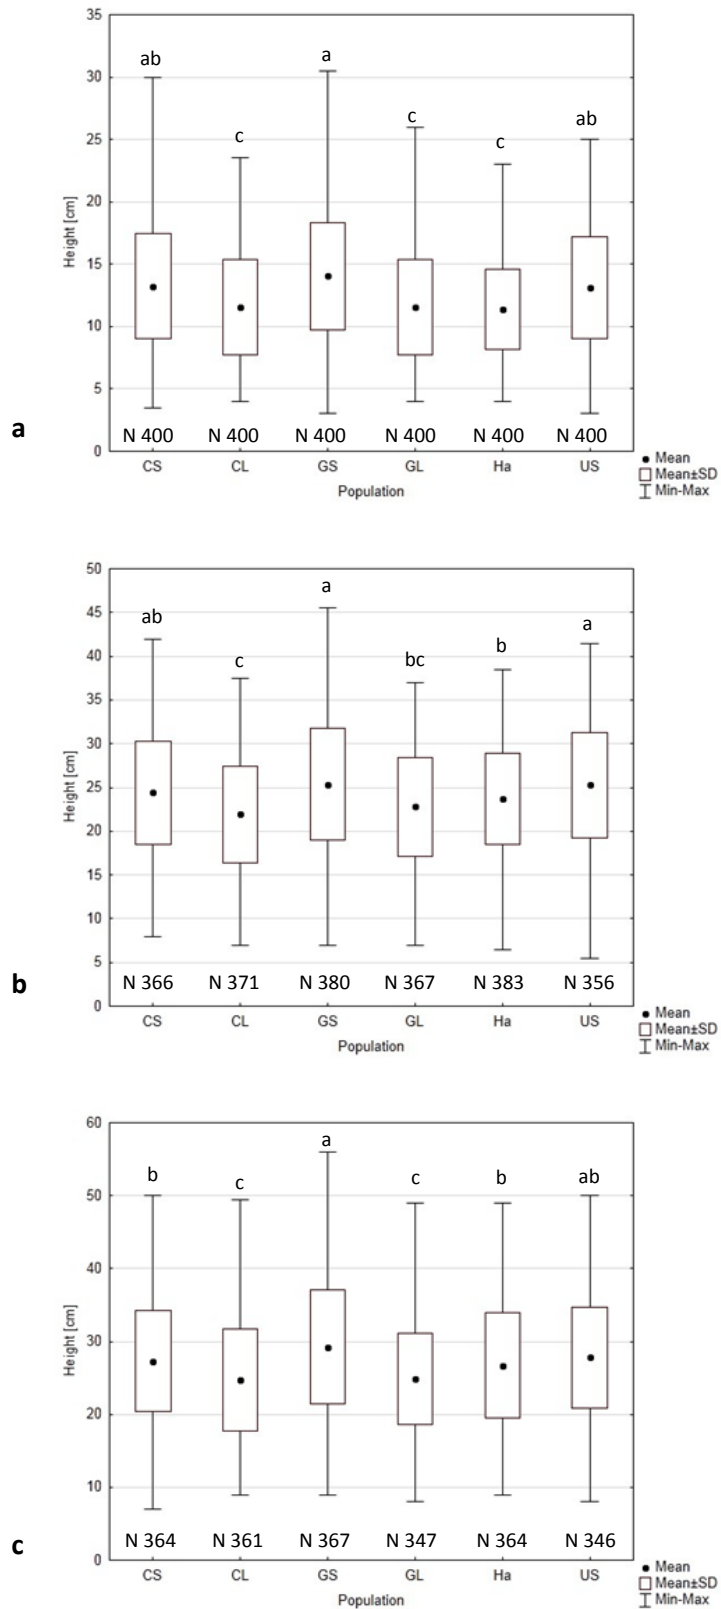 35
30
25
20
15
10
5
0
Height [cm]
ab
c
a
c
c
ab
N 400
N 400
N 400
N 400
N 400
N 400
CS
CL
GS
GL
Ha
US
Population
Mean
Mean±SD
Min-Max
a
50
45
40
35
30
25
20
15
10
5
0
Height [cm]
ab
c
a
bc
b
a
N 366
N 371
N 380
N 367
N 383
N 356
CS
CL
GS
GL
Ha
US
Population
Mean
Mean±SD
Min-Max
b
60
50
40
30
20
10
0
Height [cm]
b
c
a
c
b
ab
N 364
N 361
N 367
N 347
N 364
N 346
CS
CL
GS
GL
Ha
US
Population
Mean
Mean±SD
Min-Max
c